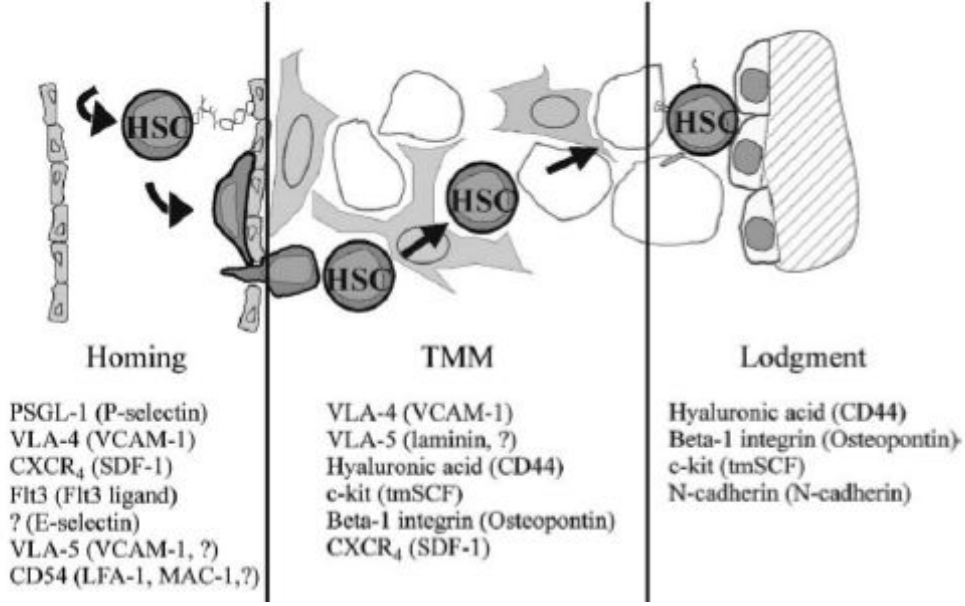 HSC
HSC
HSC
HSC
Homing
PSGL-1 (P-selectin)
VLA-4 (VCAM-1)
CXCR₄ (SDF-1)
Flt3 (Flt3 ligand)
? (E-selectin)
VLA-5 (VCAM-1, ?)
CD54 (LFA-1, MAC-1,?)
TMM
VLA-4 (VCAM-1)
VLA-5 (laminin, ?)
Hyaluronic acid (CD44)
c-kit (tmSCF)
Beta-1 integrin (Osteopontin)
CXCR₄ (SDF-1)
Lodgment
Hyaluronic acid (CD44)
Beta-1 integrin (Osteopontin)
c-kit (tmSCF)
N-cadherin (N-cadherin)